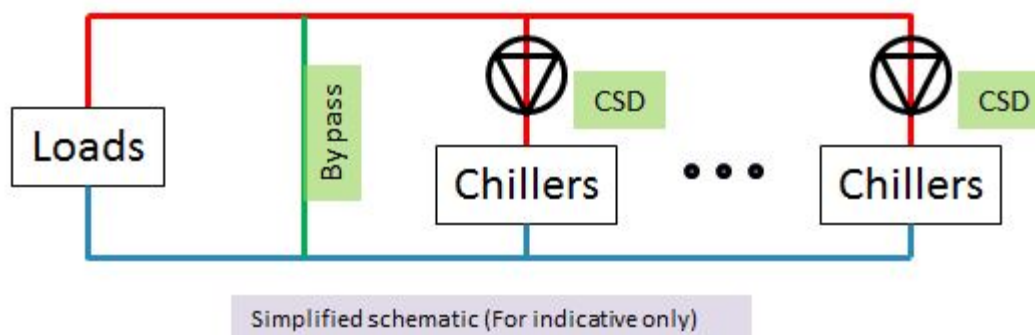 Loads
By pass
CSD
Chillers
CSD
Chillers
Simplified schematic (For indicative only)